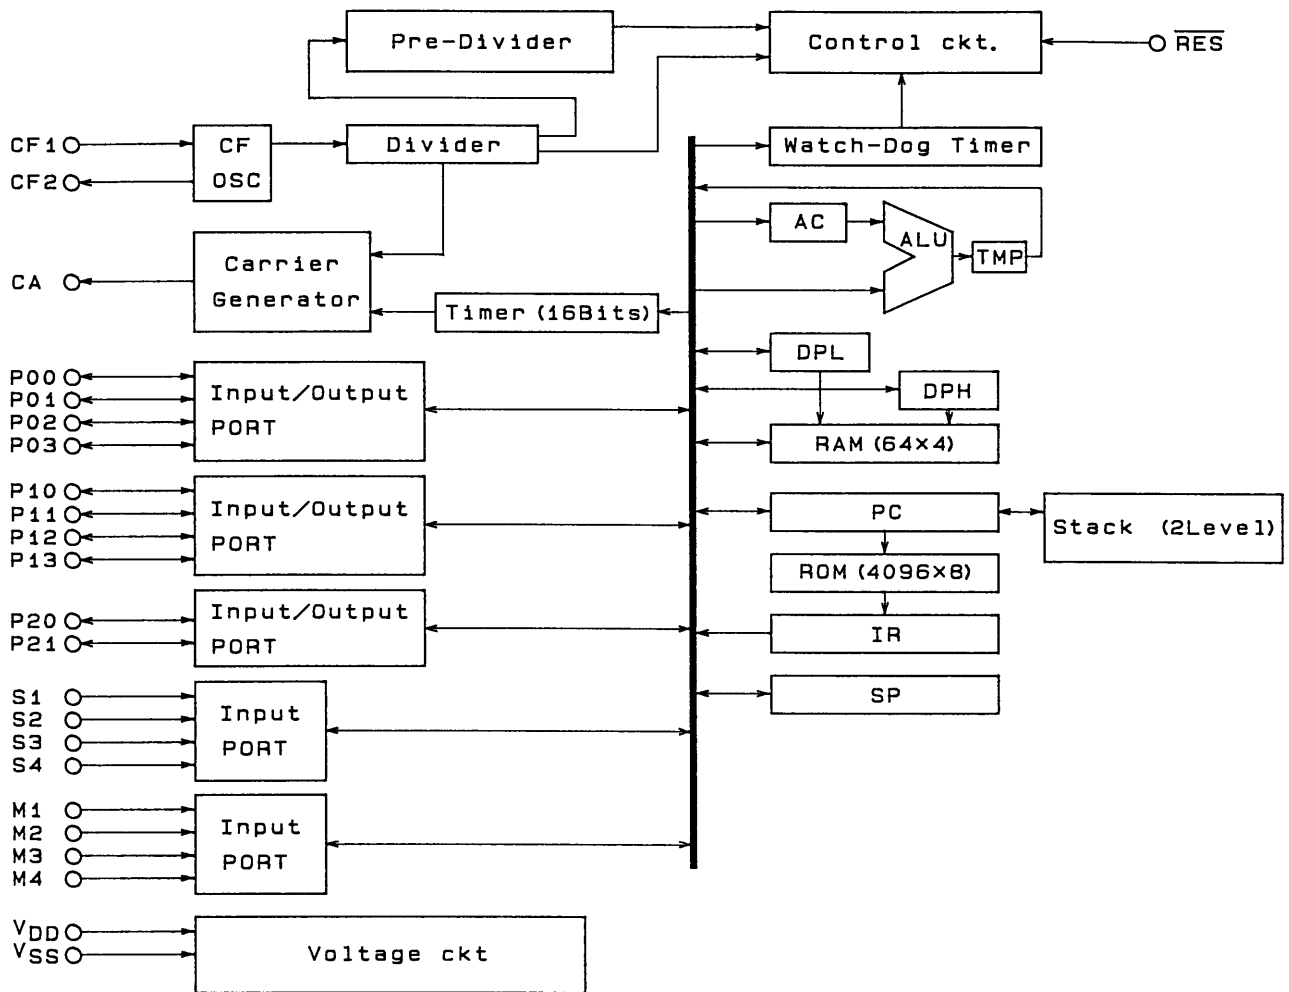 Pre-Divider
Control ckt.
RES
CF1
CF2
CF
OSC
Divider
Watch-Dog Timer
AC
ALU
TMP
CA
Carrier
Generator
Timer (16Bits)
DPL
DPH
RAM (64×4)
P00
P01
P02
P03
Input/Output
PORT
P10
P11
P12
P13
Input/Output
PORT
PC
Stack (2Level)
ROM (4096×8)
IR
P20
P21
Input/Output
PORT
SP
S1
S2
S3
S4
Input
PORT
M1
M2
M3
M4
Input
PORT
VDD
VSS
Voltage ckt